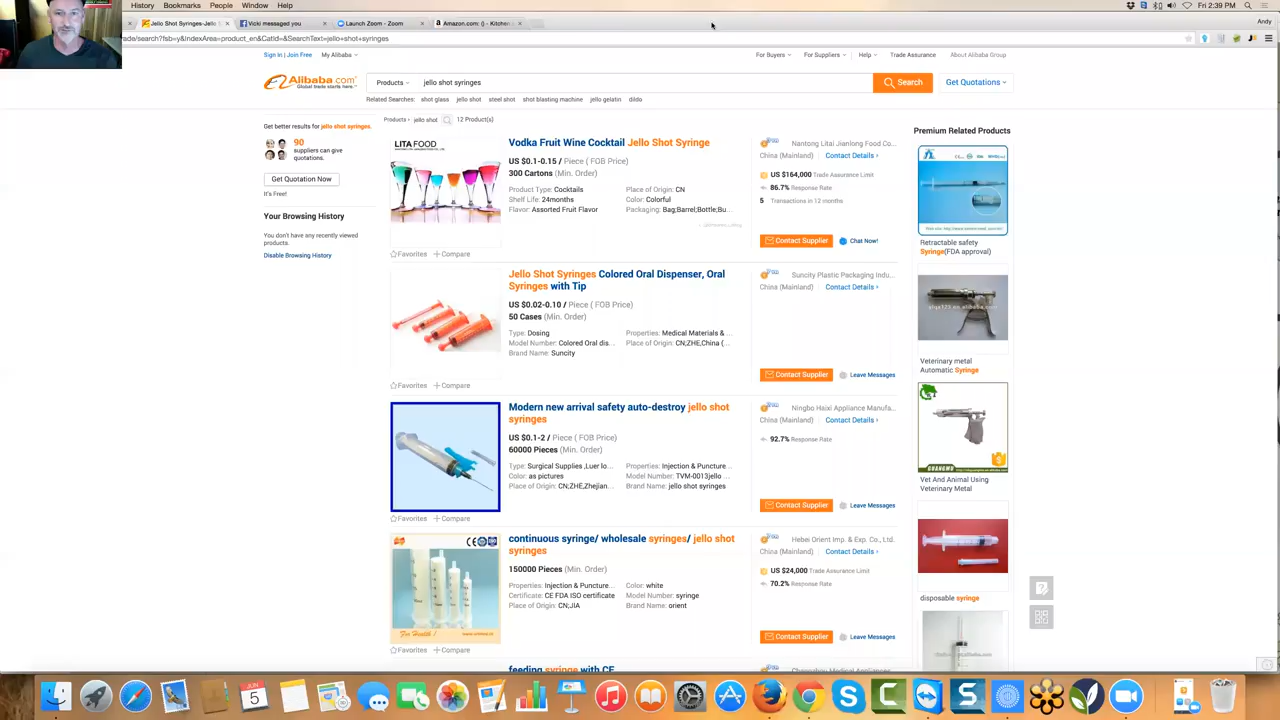 History Bookmarks People Window Help
Fri 2:39 PM
Jello Shot Syringes-Jello S
Vicki messaged you
Launch Zoom - Zoom
Amazon.com: () - Kitchen
Andy
ade/search?fsb=y&IndexArea=product_en&CatId=&SearchText=jello+shot+syringes
Sign In | Join Free My Alibaba
For Buyers For Suppliers Help Trade Assurance About Alibaba Group
Alibaba.com
Global trade starts here.™
Products jello shot syringes Search Get Quotations
Related Searches: shot glass jello shot steel shot shot blasting machine jello gelatin dildo
Products › jello shot 12 Product(s)
Get better results for jello shot syringes.
90
suppliers can give
quotations.
Get Quotation Now
It's Free!
Your Browsing History
You don't have any recently viewed
products.
Disable Browsing History
LITA FOOD
Vodka Fruit Wine Cocktail Jello Shot Syringe
US $0.1-0.15 / Piece ( FOB Price)
300 Cartons (Min. Order)
Product Type: Cocktails Place of Origin: CN
Shelf Life: 24months Color: Colorful
Flavor: Assorted Fruit Flavor Packaging: Bag;Barrel;Bottle;Bu...
Favorites Compare
Nantong Litai Jianlong Food Co...
China (Mainland) Contact Details
US $164,000 Trade Assurance Limit
86.7% Response Rate
5 Transactions in 12 months
Contact Supplier Chat Now!
Jello Shot Syringes Colored Oral Dispenser, Oral
Syringes with Tip
US $0.02-0.10 / Piece ( FOB Price)
50 Cases (Min. Order)
Type: Dosing Properties: Medical Materials & ...
Model Number: Colored Oral dis... Place of Origin: CN;ZHE,China (...
Brand Name: Suncity
Favorites Compare
Suncity Plastic Packaging Indu...
China (Mainland) Contact Details
Contact Supplier Leave Messages
Modern new arrival safety auto-destroy jello shot
syringes
US $0.1-2 / Piece ( FOB Price)
60000 Pieces (Min. Order)
Type: Surgical Supplies ,Luer lo... Properties: Injection & Puncture...
Color: as pictures Model Number: TVM-0013jello ...
Place of Origin: CN;ZHE,Zhejian... Brand Name: jello shot syringes
Favorites Compare
Ningbo Haixi Appliance Manufa...
China (Mainland) Contact Details
92.7% Response Rate
Contact Supplier Leave Messages
For Health !
continuous syringe/ wholesale syringes/ jello shot
syringes
150000 Pieces (Min. Order)
Properties: Injection & Puncture... Color: white
Certificate: CE FDA ISO certificate Model Number: syringe
Place of Origin: CN;JIA Brand Name: orient
Favorites Compare
Hebei Orient Imp. & Exp. Co., Ltd.
China (Mainland) Contact Details
US $24,000 Trade Assurance Limit
70.2% Response Rate
Contact Supplier Leave Messages
feeding syringe with CE
Changzhou Medical Appliances
Premium Related Products
Retractable safety
Syringe(FDA approval)
Veterinary metal
Automatic Syringe
GUANGWU
Vet And Animal Using
Veterinary Metal
disposable syringe
JUN
5